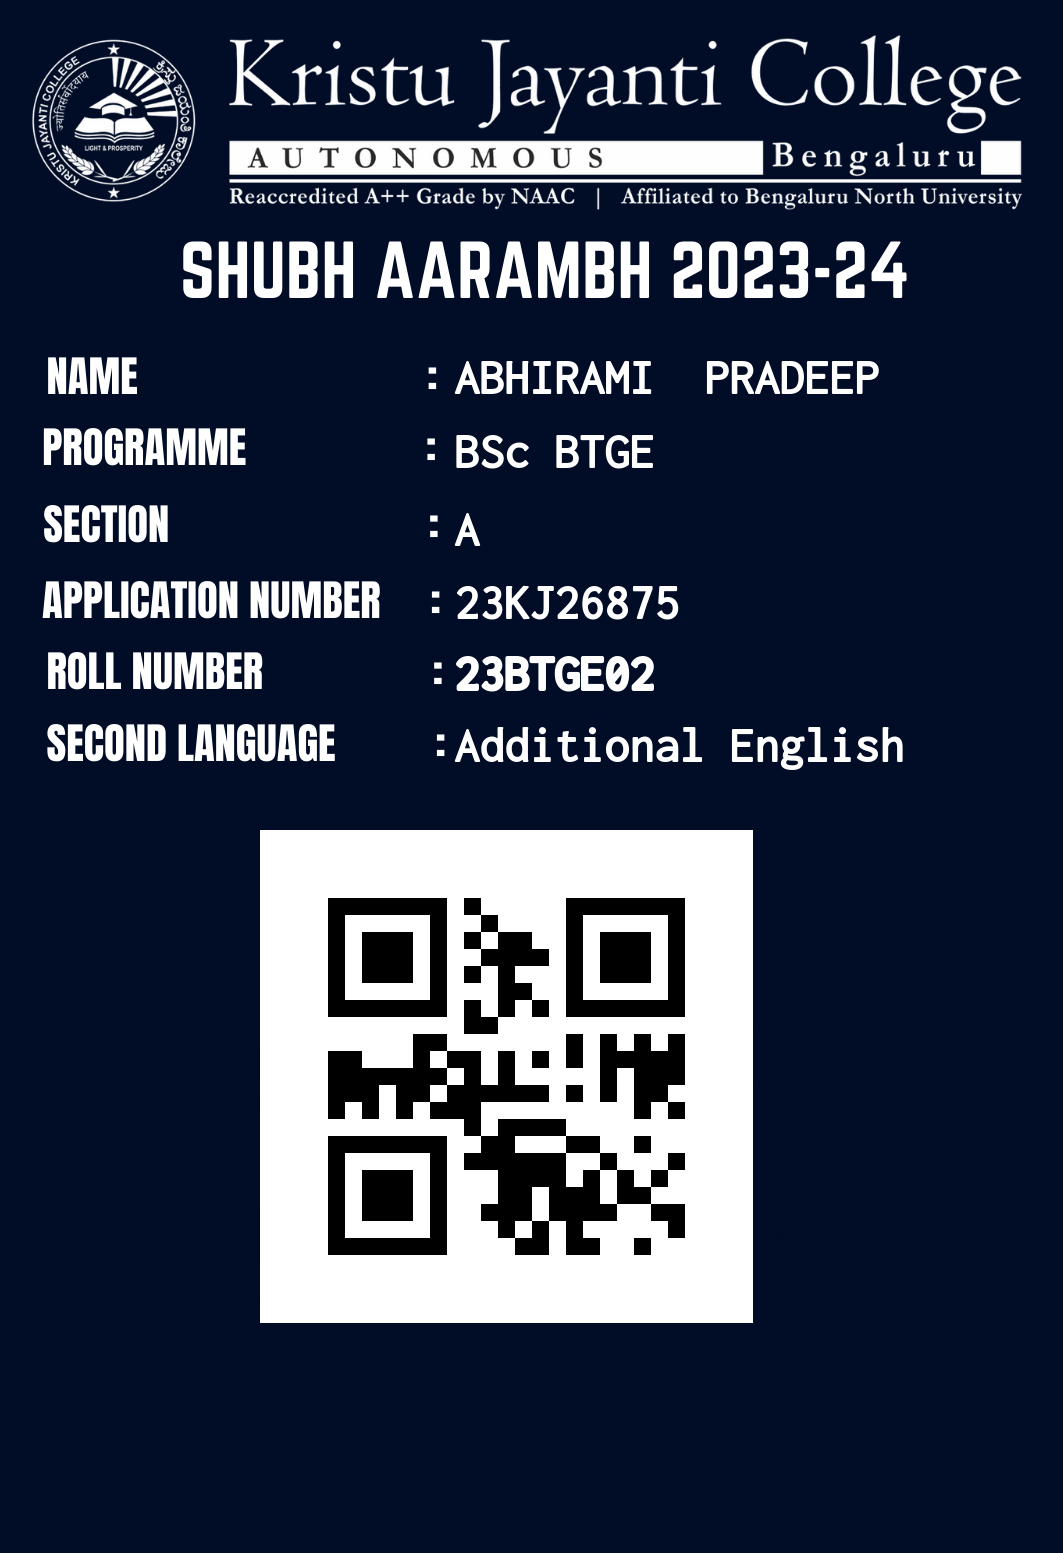 Kristu Jayanti College
AUTONOMOUS Bengaluru
Reaccredited A++ Grade by NAAC | Affiliated to Bengaluru North University
KRISTU JAYANTI COLLEGE
LIGHT & PROSPERITY
SHUBH AARAMBH 2023-24
NAME : ABHIRAMI PRADEEP
PROGRAMME : BSc BTGE
SECTION : A
APPLICATION NUMBER : 23KJ26875
ROLL NUMBER : 23BTGE02
SECOND LANGUAGE :Additional English